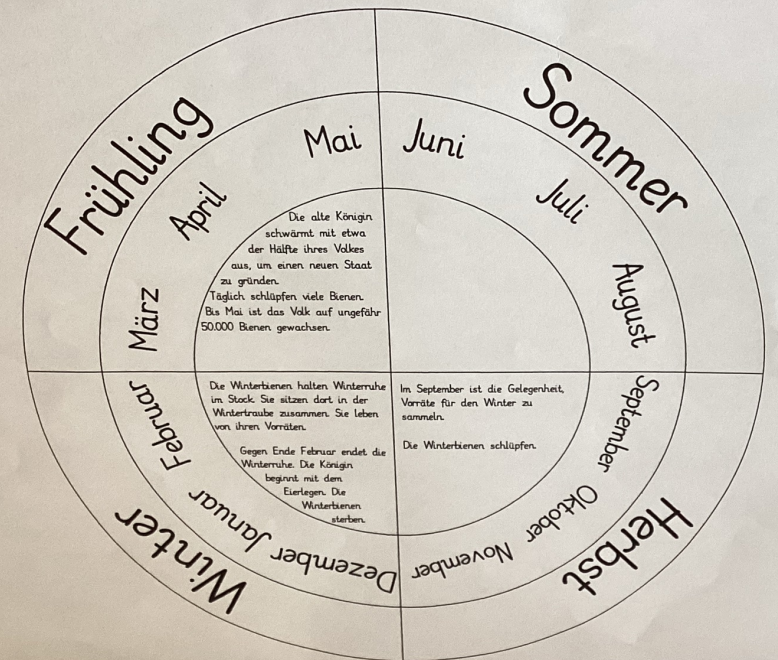 Frühling
Sommer
Mai
Juni
April
Juli
März
August
Die alte Königin
schwärmt mit etwa
der Hälfte ihres Volkes
aus, um einen neuen Staat
zu gründen.
Täglich schlüpfen viele Bienen.
Bis Mai ist das Volk auf ungefähr
50.000 Bienen gewachsen.
Februar
Januar
Dezember
Winter
Die Winterbienen halten Winterruhe
im Stock. Sie sitzen dort in der
Wintertraube zusammen. Sie leben
von ihren Vorräten.
Gegen Ende Februar endet die
Winterruhe. Die Königin
beginnt mit dem
Eierlegen. Die
Winterbienen
sterben.
Im September ist die Gelegenheit,
Vorräte für den Winter zu
sammeln.
Die Winterbienen schlüpfen.
September
Oktober
November
Herbst